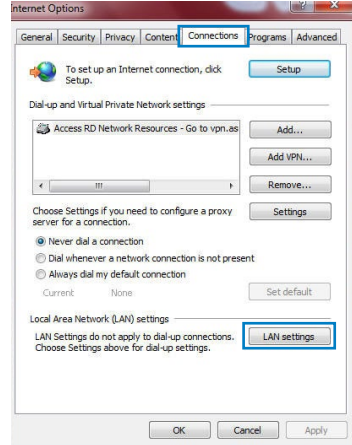 nternet Options
General Security Privacy Content Connections Programs Advanced
To set up an Internet connection, click
Setup.
Setup
Dial-up and Virtual Private Network settings
Access RD Network Resources - Go to vpn.as
Add...
Add VPN...
Remove...
Choose Settings if you need to configure a proxy
server for a connection.
Settings
Never dial a connection
Dial whenever a network connection is not present
Always dial my default connection
Current None
Set default
Local Area Network (LAN) settings
LAN Settings do not apply to dial-up connections.
Choose Settings above for dial-up settings.
LAN settings
OK Cancel Apply